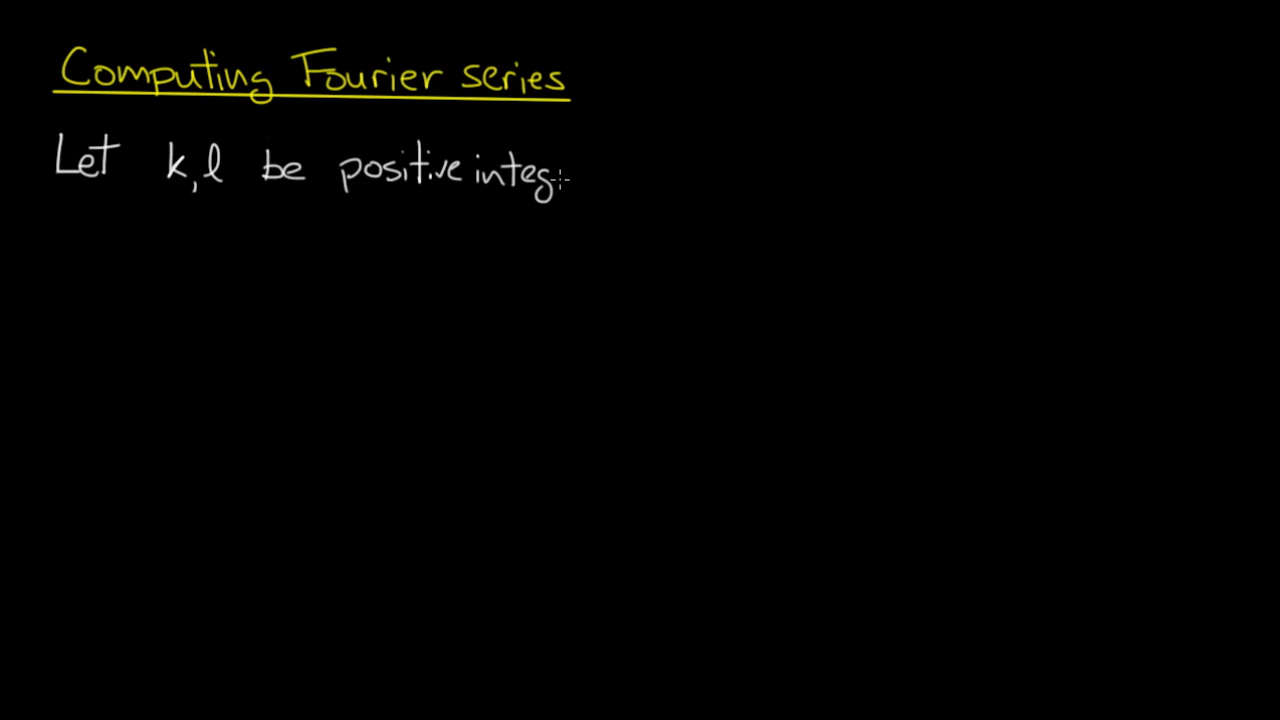 Computing Fourier series
Let k, l be positive integ